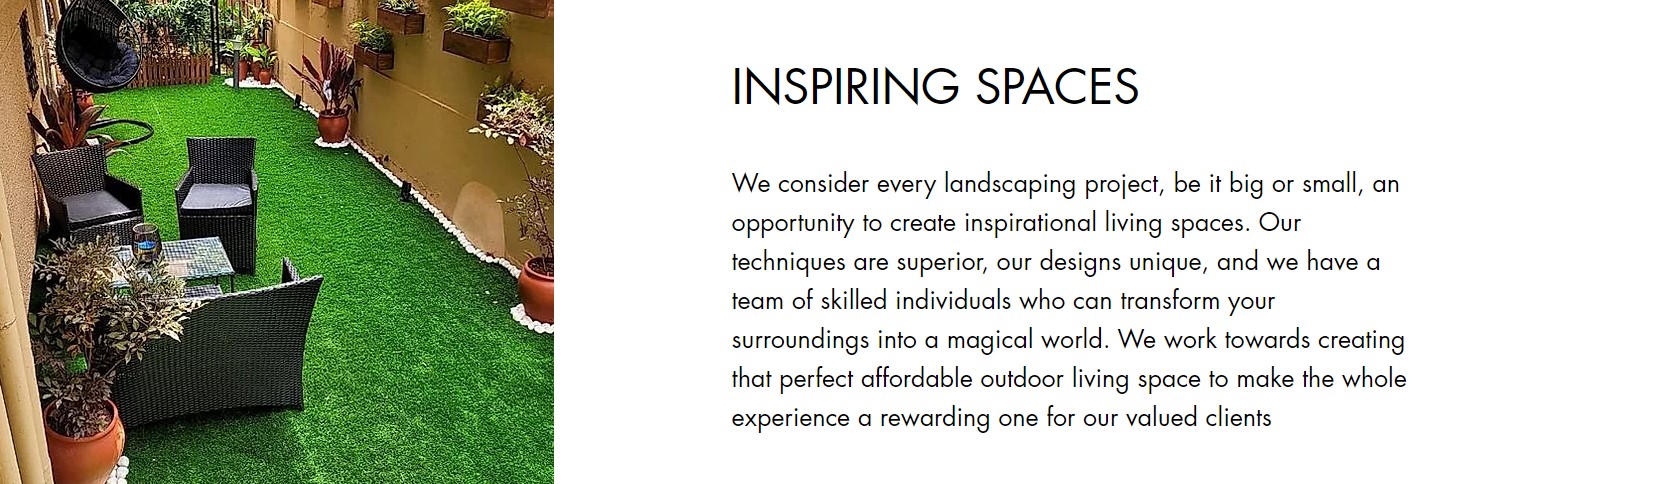 INSPIRING SPACES
We consider every landscaping project, be it big or small, an
opportunity to create inspirational living spaces. Our
techniques are superior, our designs unique, and we have a
team of skilled individuals who can transform your
surroundings into a magical world. We work towards creating
that perfect affordable outdoor living space to make the whole
experience a rewarding one for our valued clients